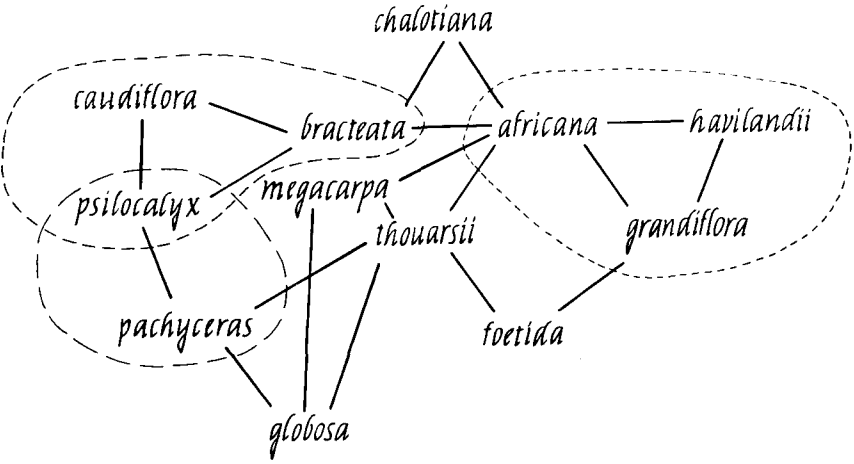 chalotiana
caudiflora
bracteata
africana
havilandii
megacarpa
psilocalyx
thouarsii
grandiflora
pachyceras
foetida
globosa